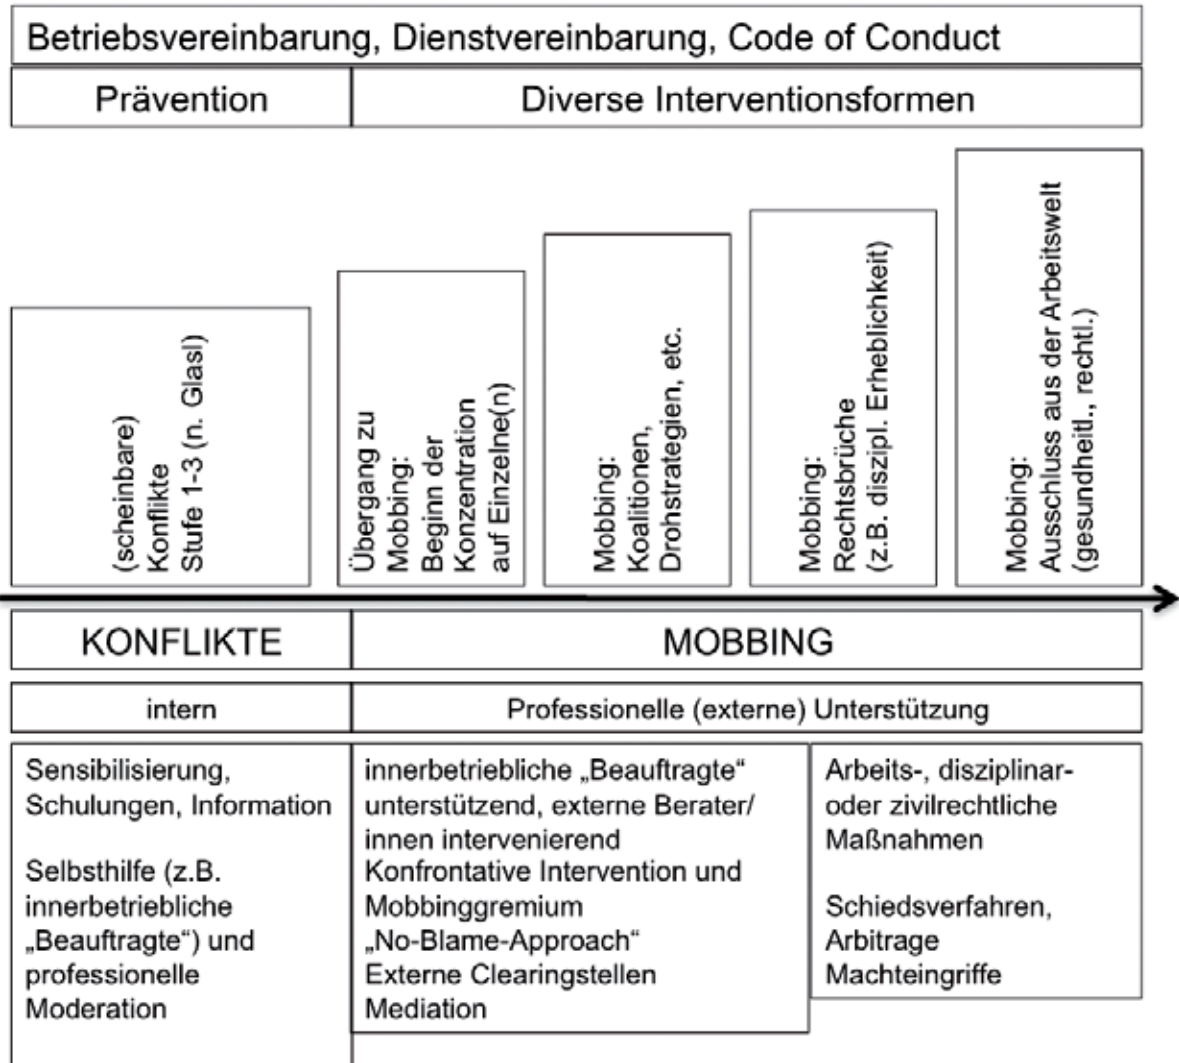 Betriebsvereinbarung, Dienstvereinbarung, Code of Conduct
Prävention
Diverse Interventionsformen
(scheinbare)
Konflikte
Stufe 1-3 (n. Glasl)
Übergang zu
Mobbing:
Beginn der
Konzentration
auf Einzelne(n)
Mobbing:
Koalitionen,
Drohstrategien, etc.
Mobbing:
Rechtsbrüche
(z.B. diszipl. Erheblichkeit)
Mobbing:
Ausschluss aus der Arbeitswelt
(gesundheitl., rechtl.)
KONFLIKTE
MOBBING
intern
Professionelle (externe) Unterstützung
Sensibilisierung,
Schulungen, Information
Selbsthilfe (z.B.
innerbetriebliche
„Beauftragte“) und
professionelle
Moderation
innerbetriebliche „Beauftragte“
unterstützend, externe Berater/
innen intervenierend
Konfrontative Intervention und
Mobbinggremium
„No-Blame-Approach“
Externe Clearingstellen
Mediation
Arbeits-, disziplinar-
oder zivilrechtliche
Maßnahmen
Schiedsverfahren,
Arbitrage
Machteingriffe